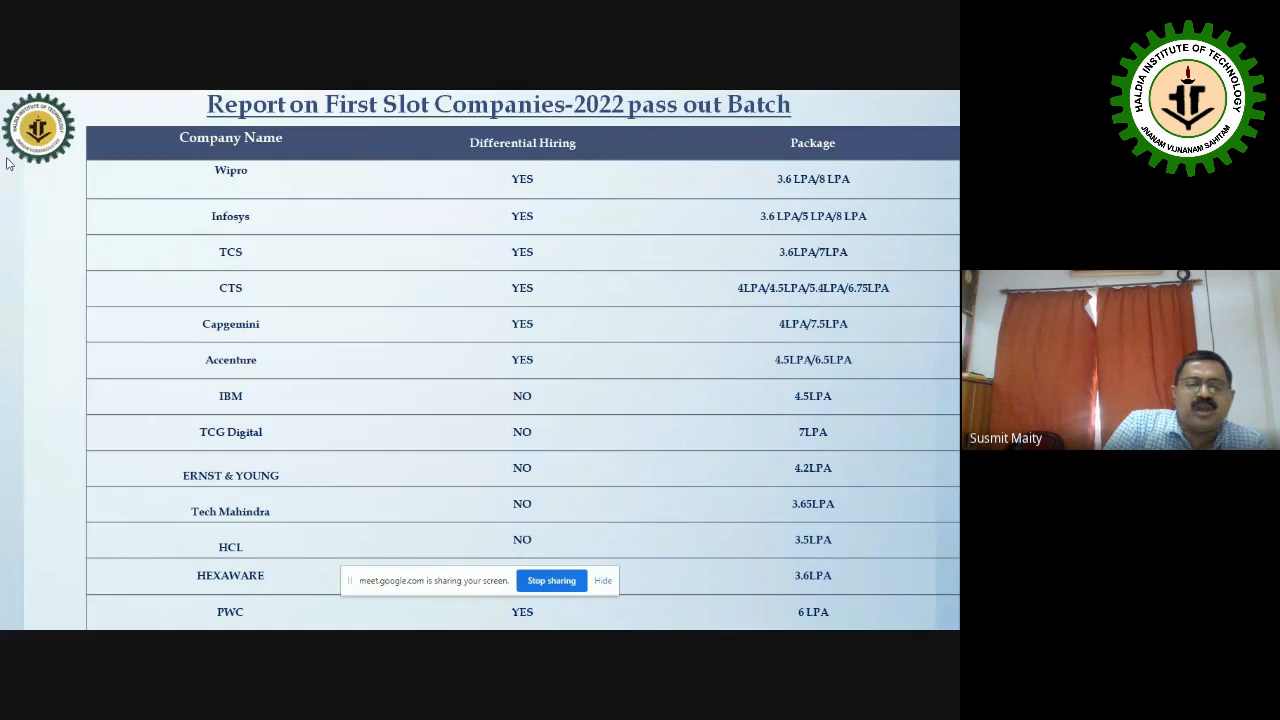 Report on First Slot Companies-2022 pass out Batch
Company Name Differential Hiring Package
Wipro YES 3.6 LPA/8 LPA
Infosys YES 3.6 LPA/5 LPA/8 LPA
TCS YES 3.6LPA/7LPA
CTS YES 4LPA/4.5LPA/5.4LPA/6.75LPA
Capgemini YES 4LPA/7.5LPA
Accenture YES 4.5LPA/6.5LPA
IBM NO 4.5LPA
TCG Digital NO 7LPA
ERNST & YOUNG NO 4.2LPA
Tech Mahindra NO 3.65LPA
HCL NO 3.5LPA
HEXAWARE 3.6LPA
meet.google.com is sharing your screen. Stop sharing Hide
PWC YES 6 LPA
HALDIA INSTITUTE OF TECHNOLOGY
JNANAM VIJNANAM SAHITAM
Susmit Maity